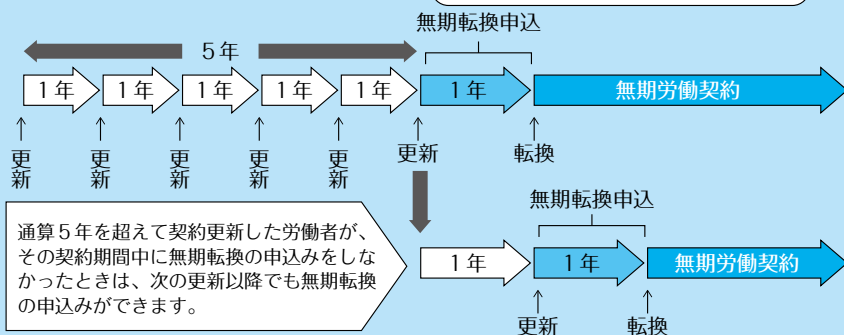 無期転換申込
5年
1年 1年 1年 1年 1年 1年 無期労働契約
更新 更新 更新 更新 更新 更新 転換
無期転換申込
通算5年を超えて契約更新した労働者が、
その契約期間中に無期転換の申込みをしな
かったときは、次の更新以降でも無期転換
の申込みができます。
1年 1年 無期労働契約
更新 転換